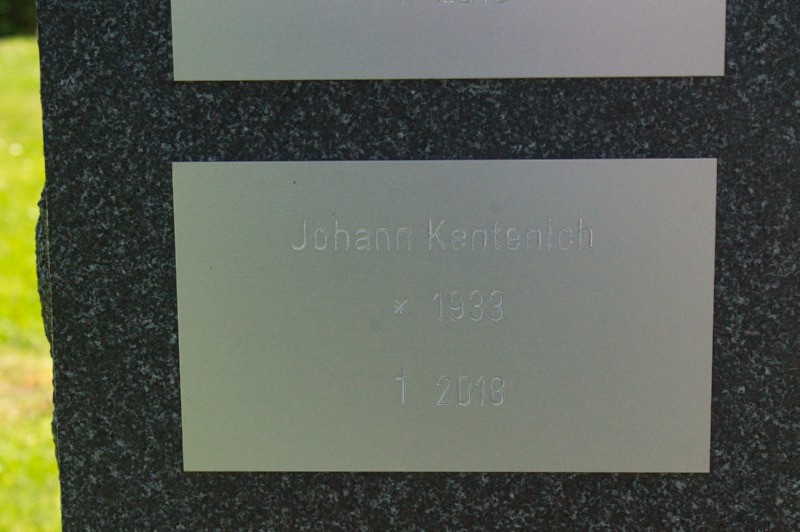 Johann Kentenich
* 1933
† 2018